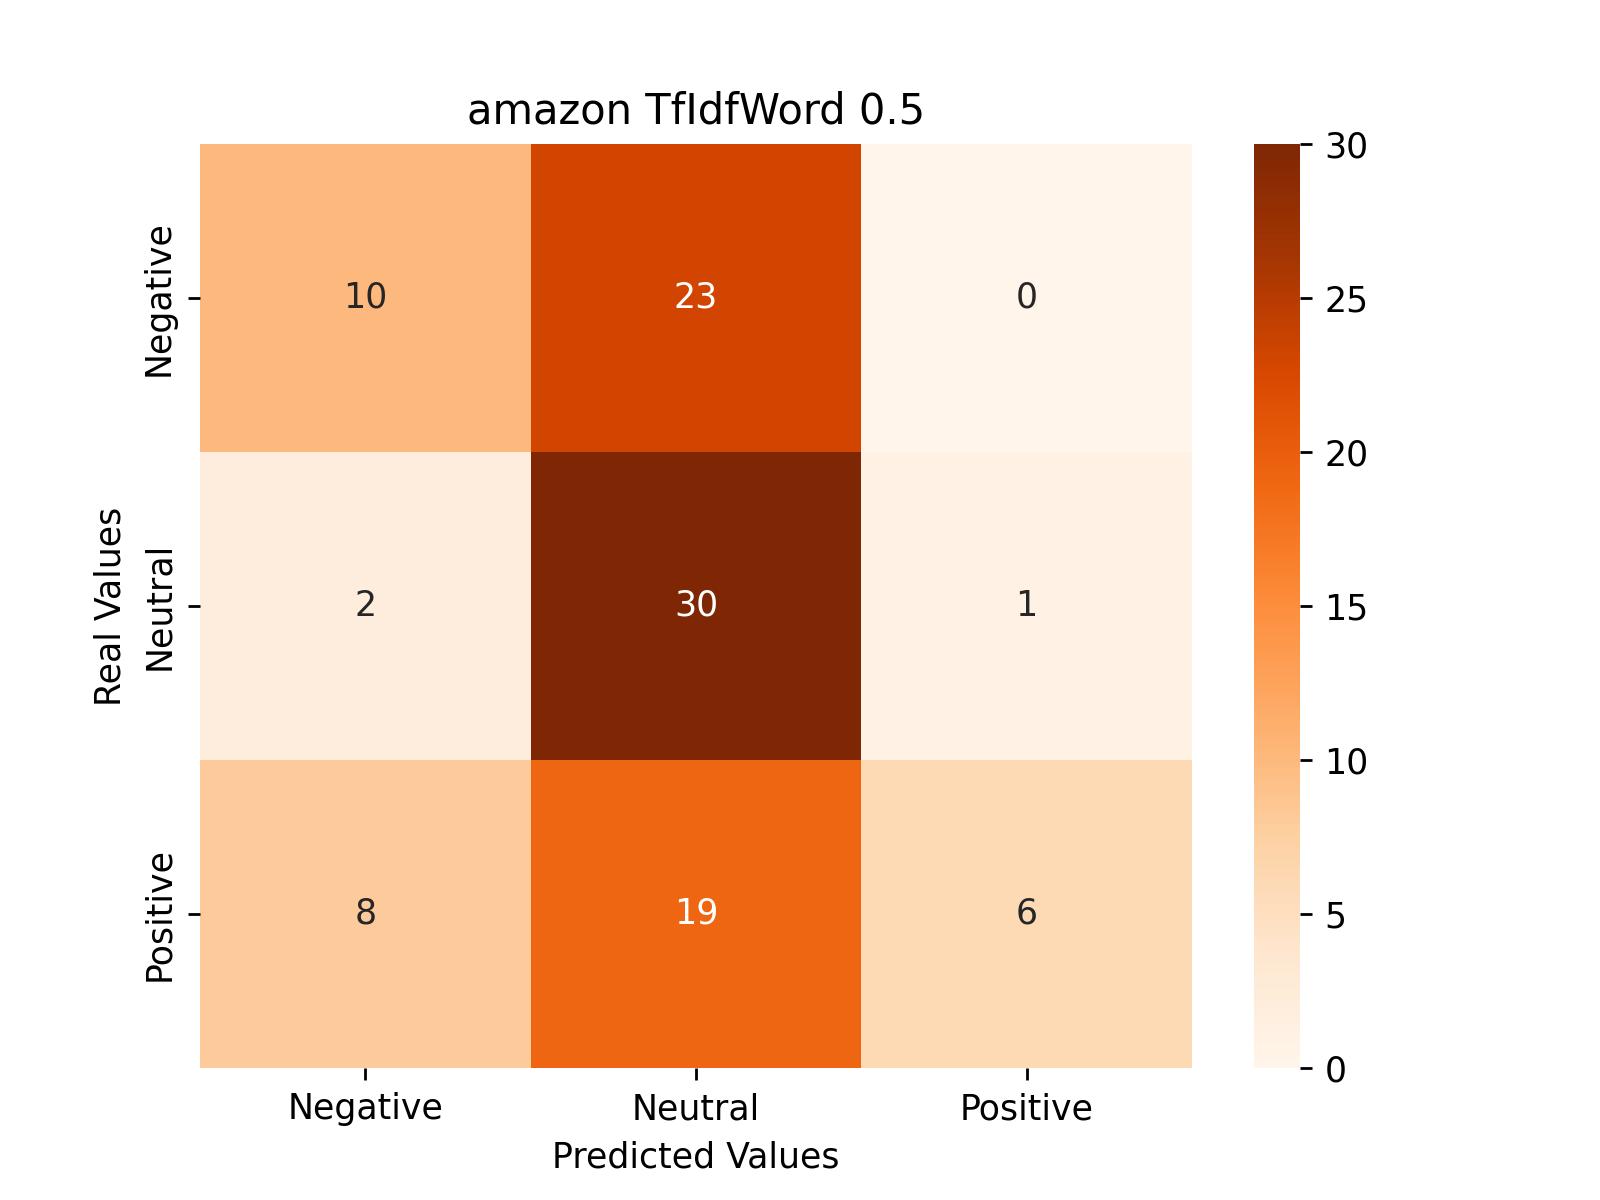 amazon TfIdfWord 0.5
30
25
20
15
10
5
0
Real Values
Negative
10 23 0
Neutral
2 30 1
Positive
8 19 6
Negative Neutral Positive
Predicted Values